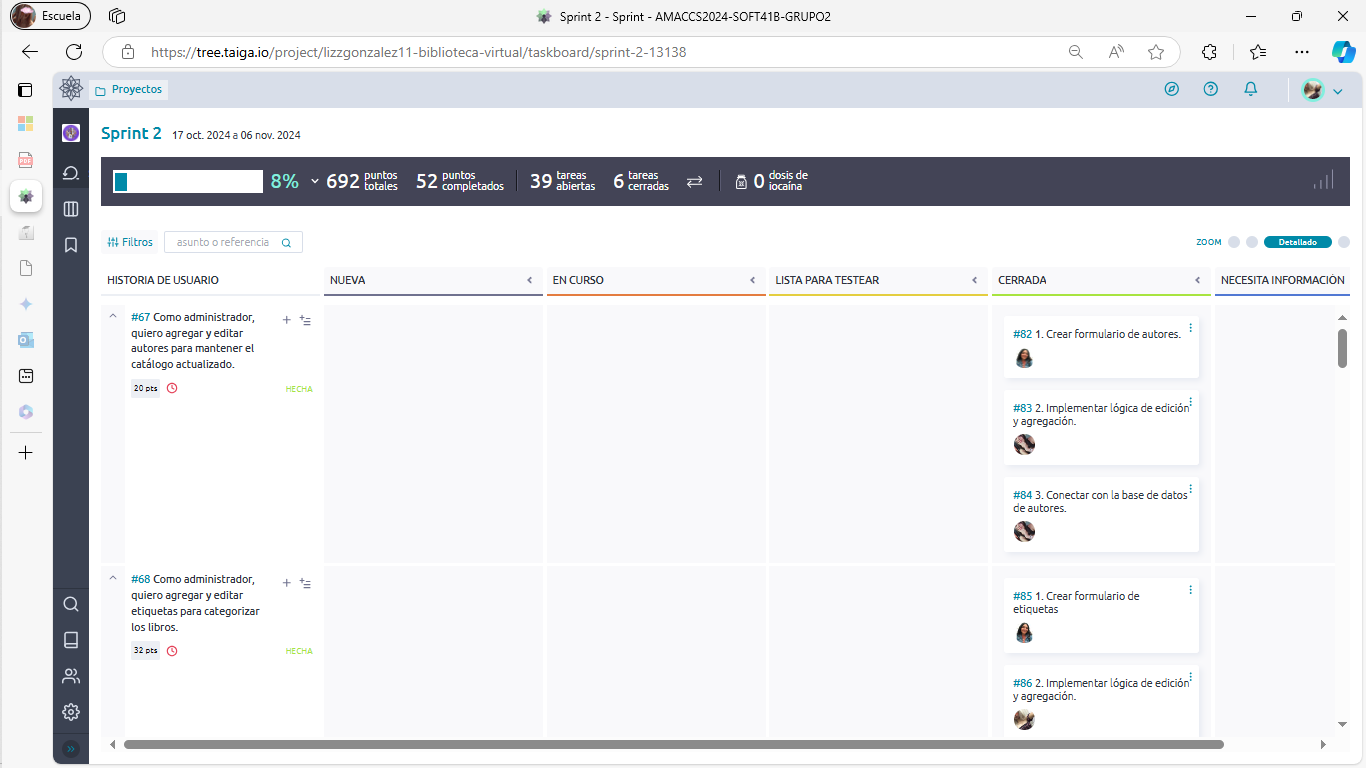 Escuela
Sprint 2 - Sprint - AMACCS2024-SOFT41B-GRUPO2
https://tree.taiga.io/project/lizzgonzalez11-biblioteca-virtual/taskboard/sprint-2-13138
Proyectos
Sprint 2 17 oct. 2024 a 06 nov. 2024
8% 692 puntos totales 52 puntos completados 39 tareas abiertas 6 tareas cerradas 0 dosis de iocaína
Filtros asunto o referencia ZOOM Detallado
HISTORIA DE USUARIO NUEVA EN CURSO LISTA PARA TESTEAR CERRADA NECESITA INFORMACIÓN
#67 Como administrador,
quiero agregar y editar
autores para mantener el
catálogo actualizado.
20 pts HECHA
#82 1. Crear formulario de autores.
#83 2. Implementar lógica de edición
y agregación.
#84 3. Conectar con la base de datos
de autores.
#68 Como administrador,
quiero agregar y editar
etiquetas para categorizar
los libros.
32 pts HECHA
#85 1. Crear formulario de
etiquetas
#86 2. Implementar lógica de edición
y agregación.